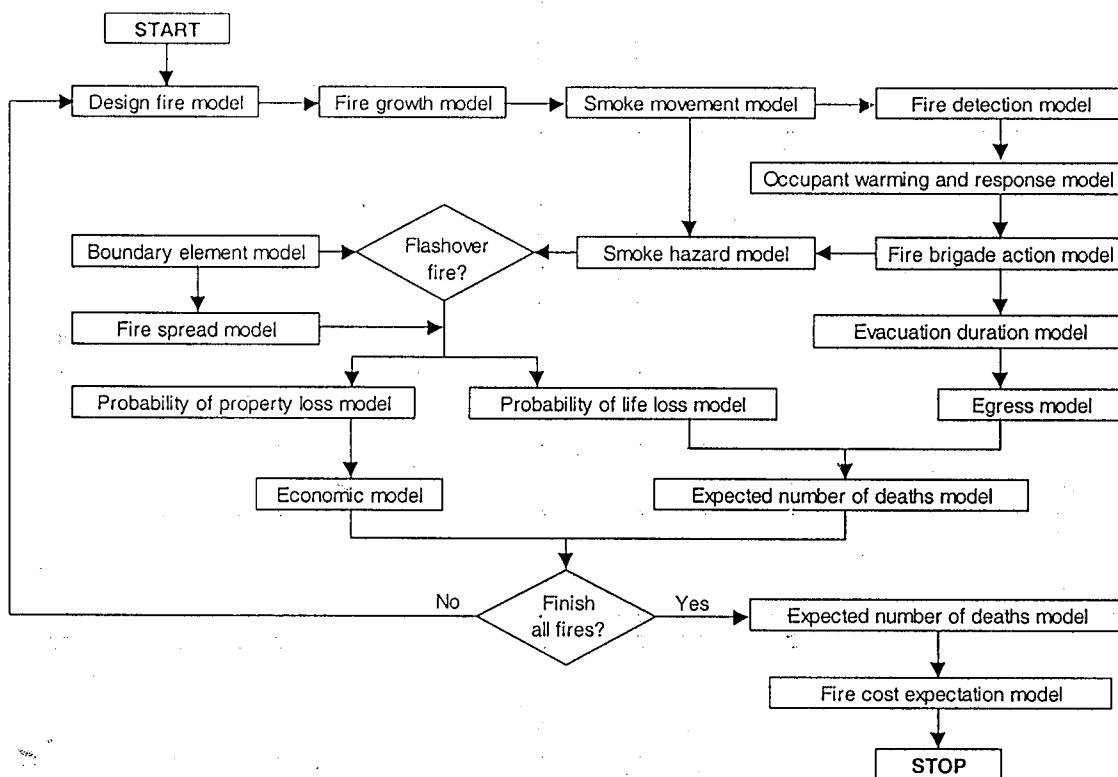 START
Design fire model
Fire growth model
Smoke movement model
Fire detection model
Occupant warming and response model
Boundary element model
Flashover
fire?
Smoke hazard model
Fire brigade action model
Fire spread model
Evacuation duration model
Probability of property loss model
Probability of life loss model
Egress model
Economic model
Expected number of deaths model
No
Finish
all fires?
Yes
Expected number of deaths model
Fire cost expectation model
STOP